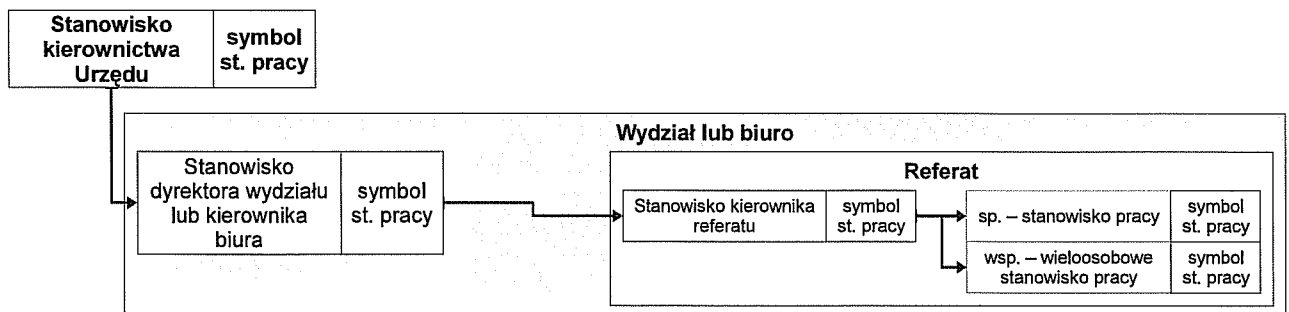 Stanowisko
kierownictwa
Urzędu
symbol
st. pracy
Wydział lub biuro
Stanowisko
dyrektora wydziału
lub kierownika
biura
symbol
st. pracy
Referat
Stanowisko kierownika
referatu
symbol
st. pracy
sp. – stanowisko pracy
symbol
st. pracy
wsp. – wieloosobowe
stanowisko pracy
symbol
st. pracy